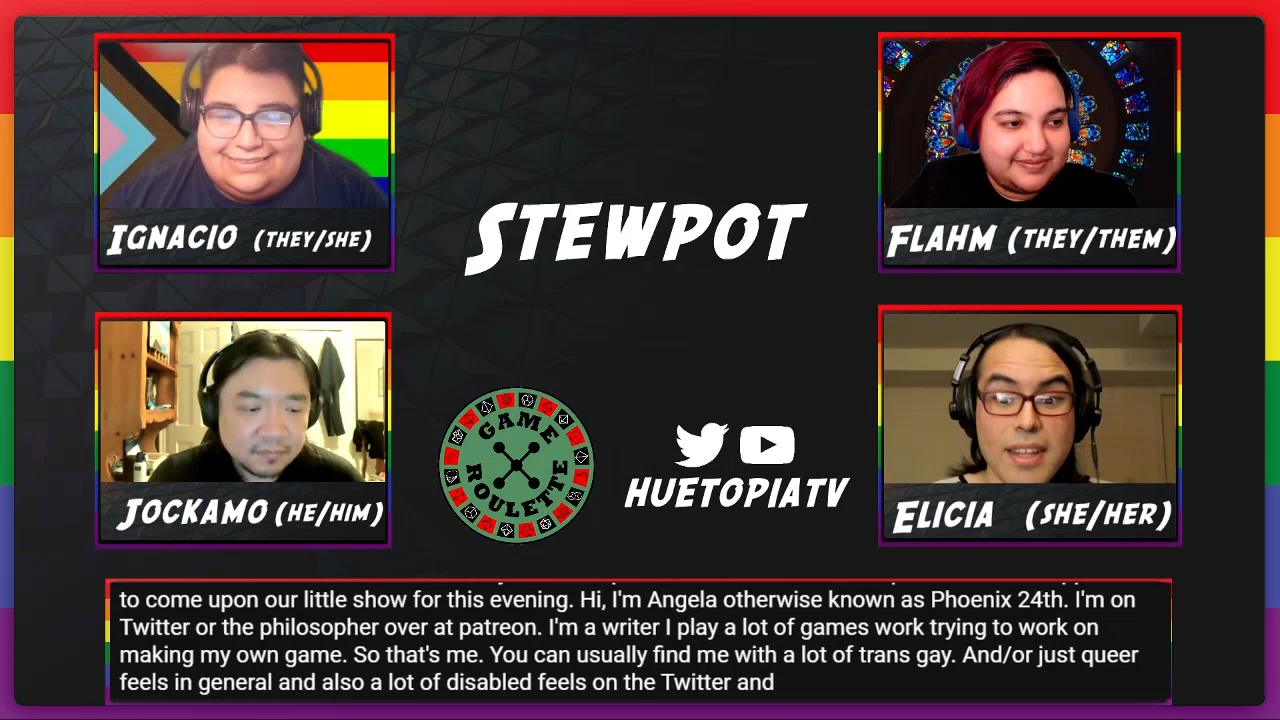 IGNACIO (THEY/SHE)
FLAHM (THEY/THEM)
STEWPOT
JOCKAMO (HE/HIM)
GAME
ROULETTE
HUETOPIATV
ELICIA (SHE/HER)
to come upon our little show for this evening. Hi, I'm Angela otherwise known as Phoenix 24th. I'm on
Twitter or the philosopher over at patreon. I'm a writer I play a lot of games work trying to work on
making my own game. So that's me. You can usually find me with a lot of trans gay. And/or just queer
feels in general and also a lot of disabled feels on the Twitter and